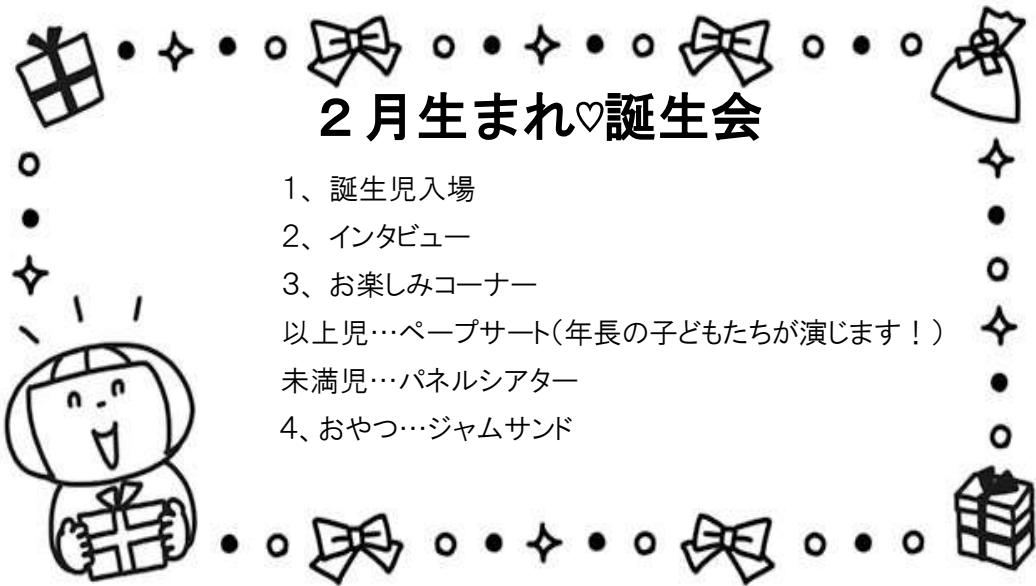 ２月生まれ♡誕生会
１、 誕生児入場
２、 インタビュー
３、 お楽しみコーナー
以上児…ペープサート（年長の子どもたちが演じます！）
未満児…パネルシアター
４、おやつ…ジャムサンド